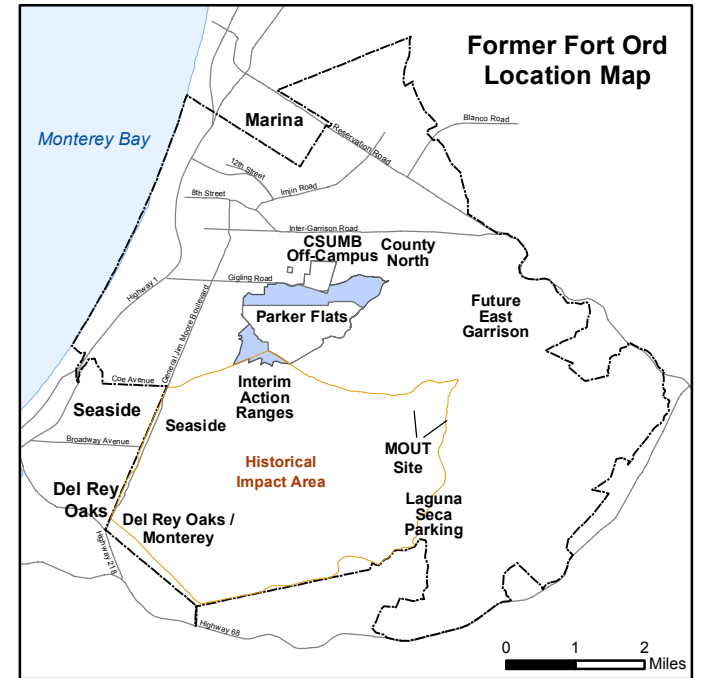 Former Fort Ord
Location Map
Marina
Monterey Bay
Reservation Road
Blanco Road
12th Street
Imjin Road
8th Street
Inter-Garrison Road
CSUMB
Off-Campus
County
North
Gigling Road
Highway 1
General Jim Moore Boulevard
Parker Flats
Future
East
Garrison
Coe Avenue
Interim
Action
Ranges
Seaside
Seaside
Broadway Avenue
MOUT
Site
Historical
Impact Area
Del Rey
Oaks
Laguna
Seca
Parking
Del Rey Oaks /
Monterey
Highway 218
Highway 68
0 1 2
Miles